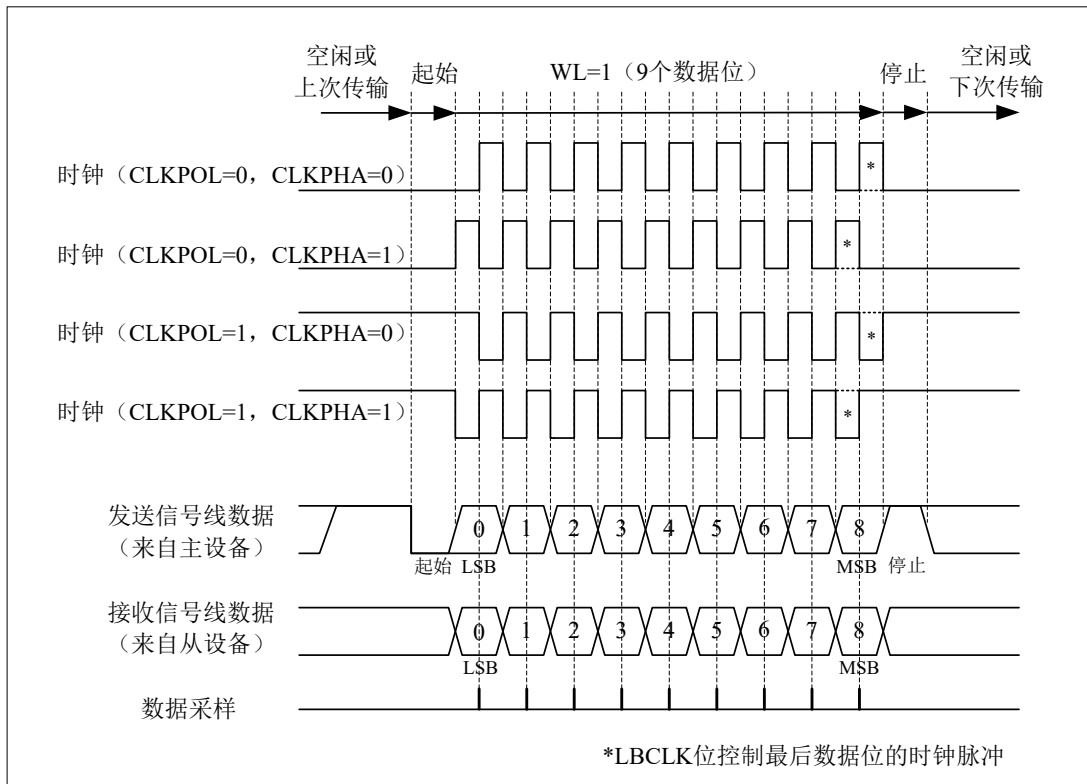 空闲或
上次传输
起始
WL=1（9个数据位）
停止
空闲或
下次传输
时钟（CLKPOL=0，CLKPHA=0）
*
时钟（CLKPOL=0，CLKPHA=1）
*
时钟（CLKPOL=1，CLKPHA=0）
*
时钟（CLKPOL=1，CLKPHA=1）
*
发送信号线数据
（来自主设备）
0 1 2 3 4 5 6 7 8
起始 LSB MSB 停止
接收信号线数据
（来自从设备）
0 1 2 3 4 5 6 7 8
LSB MSB
数据采样
*LBCLK位控制最后数据位的时钟脉冲